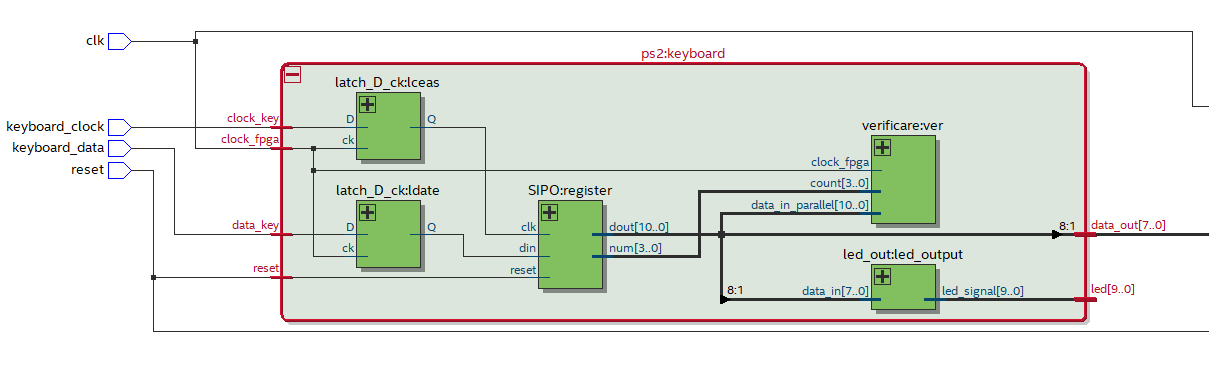 clk
ps2:keyboard
latch_D_ck:lceas
keyboard_clock
clock_key
D
Q
verificare:ver
clock_fpga
ck
keyboard_data
clock_fpga
reset
count[3..0]
latch_D_ck:ldate
SIPO:register
data_in_parallel[10..0]
data_key
D
Q
clk
dout[10..0]
8:1
data_out[7..0]
ck
din
num[3..0]
led_out:led_output
reset
reset
8:1
data_in[7..0]
led_signal[9..0]
led[9..0]